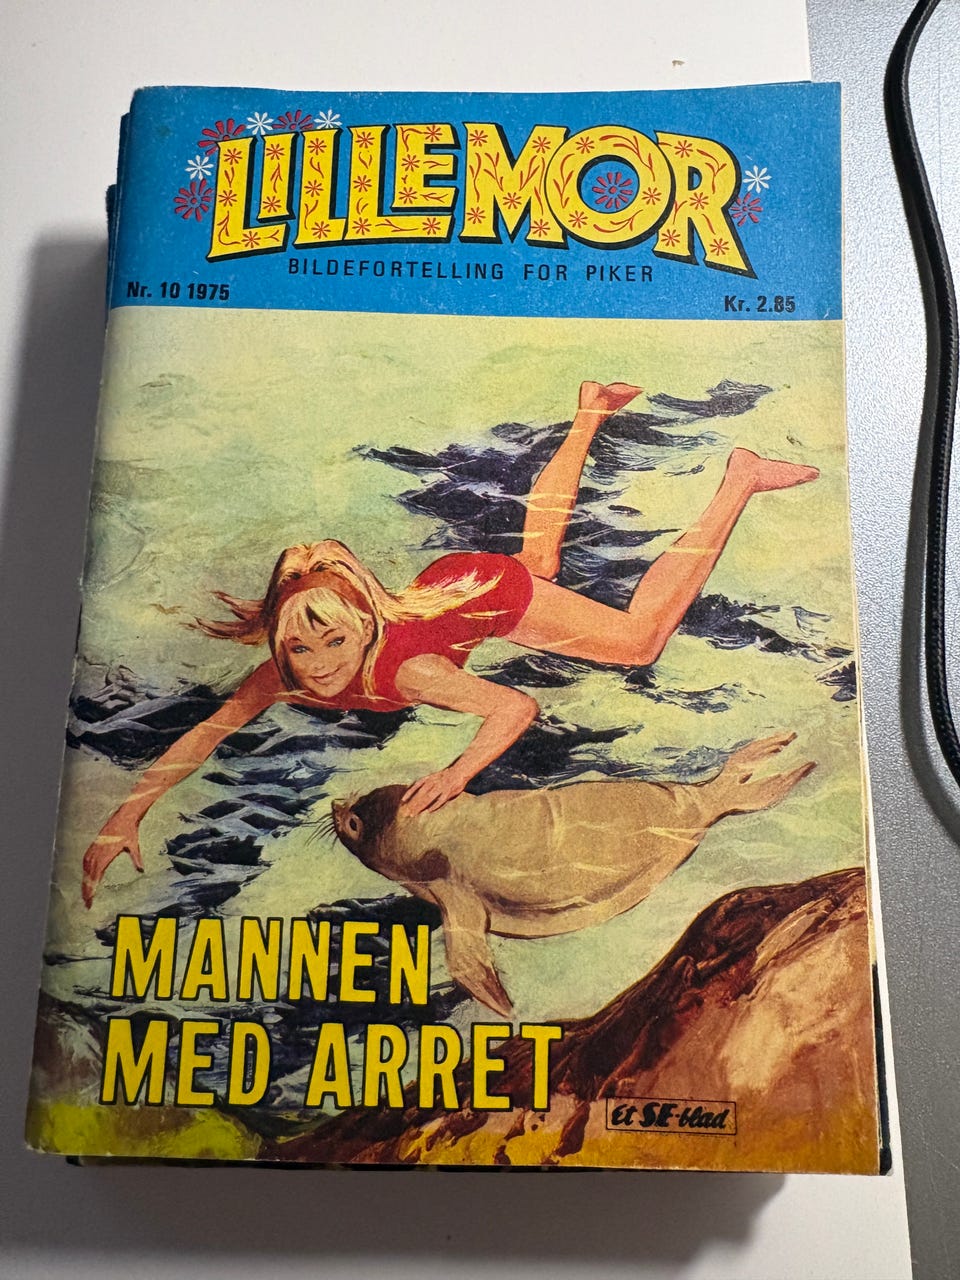 LILLEMOR
BILDEFORTELLING FOR PIKER
Nr. 10 1975
Kr. 2.85
MANNEN
MED ARRET
Et SE-blad